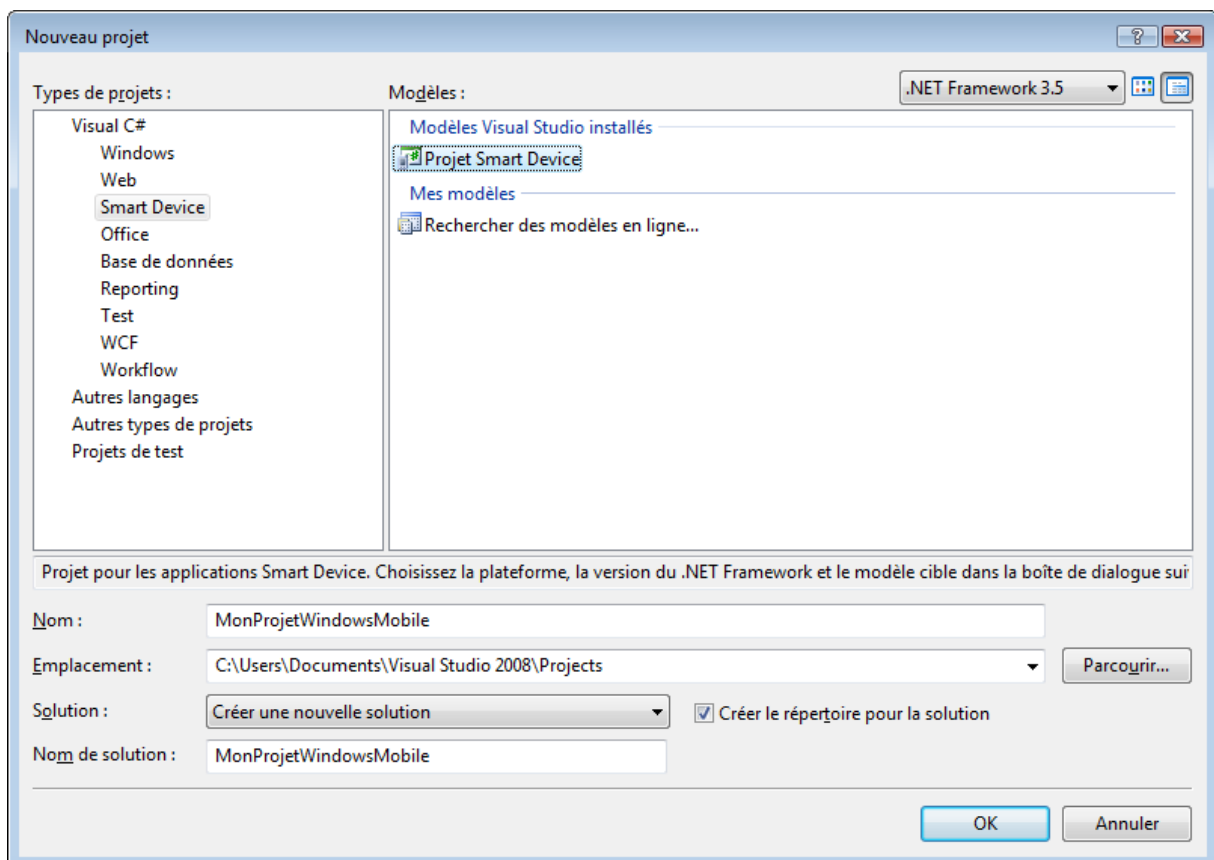 Nouveau projet
Types de projets :
Modèles :
.NET Framework 3.5
Visual C#
Windows
Web
Smart Device
Office
Base de données
Reporting
Test
WCF
Workflow
Autres langages
Autres types de projets
Projets de test
Modèles Visual Studio installés
Projet Smart Device
Mes modèles
Rechercher des modèles en ligne...
Projet pour les applications Smart Device. Choisissez la plateforme, la version du .NET Framework et le modèle cible dans la boîte de dialogue sui
Nom :
MonProjetWindowsMobile
Emplacement :
C:\Users\Documents\Visual Studio 2008\Projects
Parcourir...
Solution :
Créer une nouvelle solution
Créer le répertoire pour la solution
Nom de solution :
MonProjetWindowsMobile
OK
Annuler